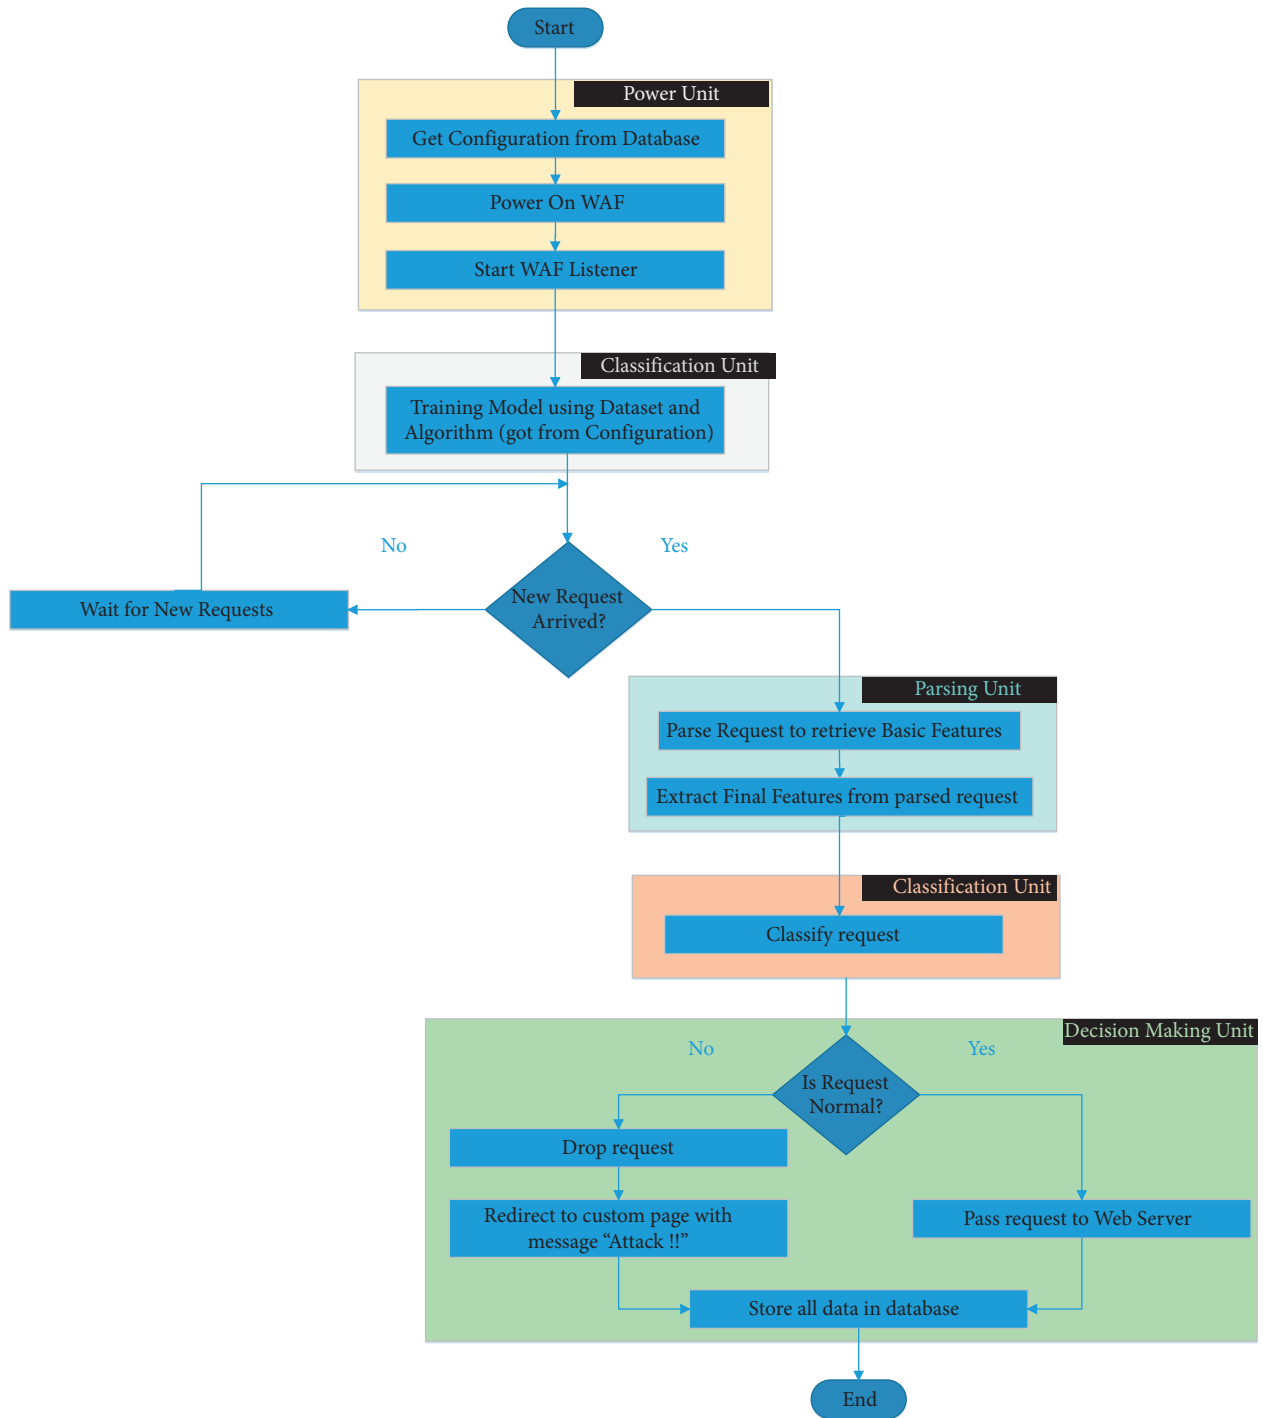 Start
Power Unit
Get Configuration from Database
Power On WAF
Start WAF Listener
Classification Unit
Training Model using Dataset and
Algorithm (got from Configuration)
No
Yes
Wait for New Requests
New Request
Arrived?
Parsing Unit
Parse Request to retrieve Basic Features
Extract Final Features from parsed request
Classification Unit
Classify request
Decision Making Unit
No
Yes
Is Request
Normal?
Drop request
Redirect to custom page with
message “Attack !!”
Pass request to Web Server
Store all data in database
End